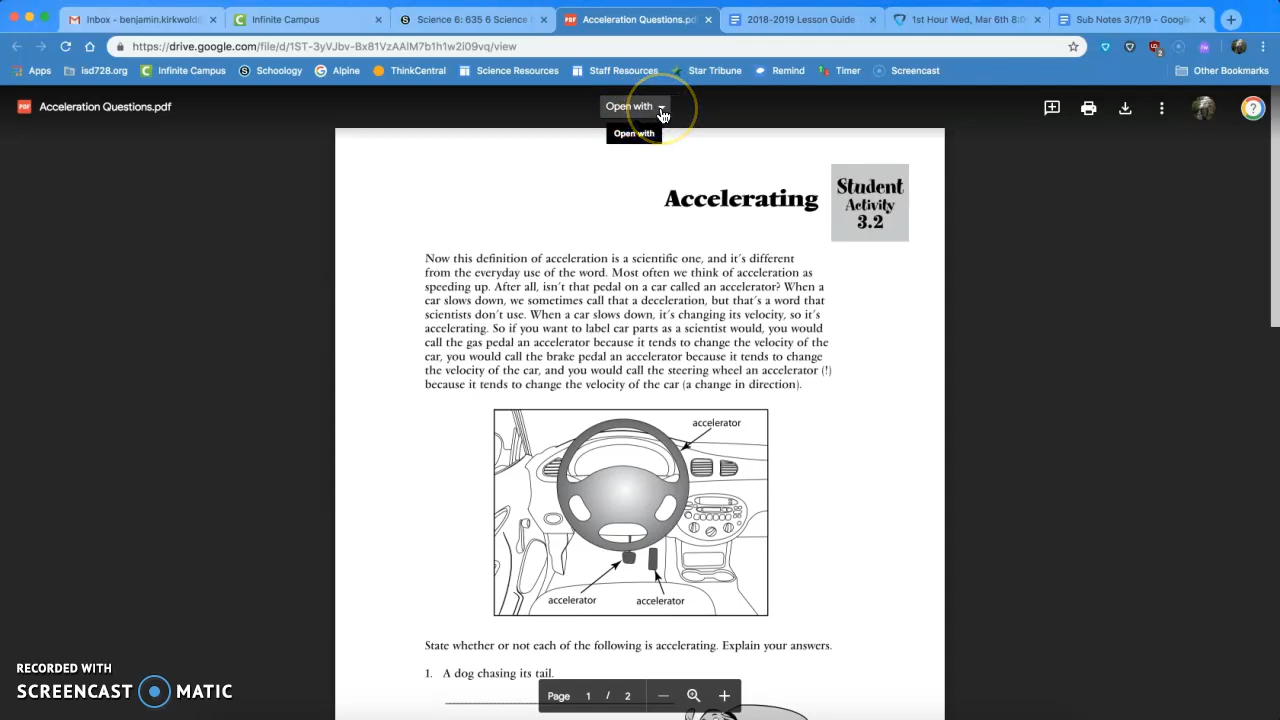 Inbox - benjamin.kirkwold@
Infinite Campus
Science 6: 635 6 Science
Acceleration Questions.pd
2018-2019 Lesson Guide
1st Hour Wed, Mar 6th 8:
Sub Notes 3/7/19 - Google
https://drive.google.com/file/d/1ST-3yVJbv-Bx81VzAAlM7b1h1w2l09vq/view
Apps
isd728.org
Infinite Campus
Schoology
Alpine
ThinkCentral
Science Resources
Staff Resources
Star Tribune
Remind
Timer
Screencast
Other Bookmarks
PDF Acceleration Questions.pdf
Open with
Open with
Accelerating
Student
Activity
3.2
Now this definition of acceleration is a scientific one, and it's different
from the everyday use of the word. Most often we think of acceleration as
speeding up. After all, isn't that pedal on a car called an accelerator? When a
car slows down, we sometimes call that a deceleration, but that's a word that
scientists don't use. When a car slows down, it's changing its velocity, so it's
accelerating. So if you want to label car parts as a scientist would, you would
call the gas pedal an accelerator because it tends to change the velocity of the
car, you would call the brake pedal an accelerator because it tends to change
the velocity of the car, and you would call the steering wheel an accelerator (!)
because it tends to change the velocity of the car (a change in direction).
accelerator
accelerator
accelerator
State whether or not each of the following is accelerating. Explain your answers.
1. A dog chasing its tail.
Page 1 / 2
RECORDED WITH
SCREENCAST MATIC